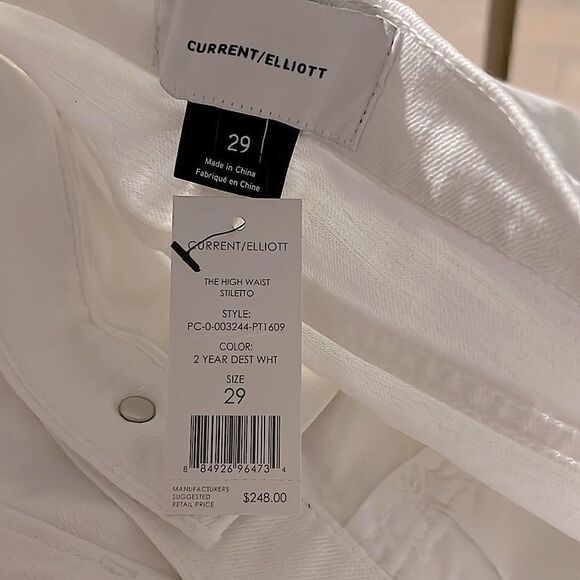 CURRENT/ELLIOTT
29
Made in China
Fabriqué en Chine
CURRENT/ELLIOTT
THE HIGH WAIST
STILETTO
STYLE:
PC-0-003244-PT1609
COLOR:
2 YEAR DEST WHT
SIZE
29
8 84926 96473 4
MANUFACTURERS
SUGGESTED
RETAIL PRICE $248.00